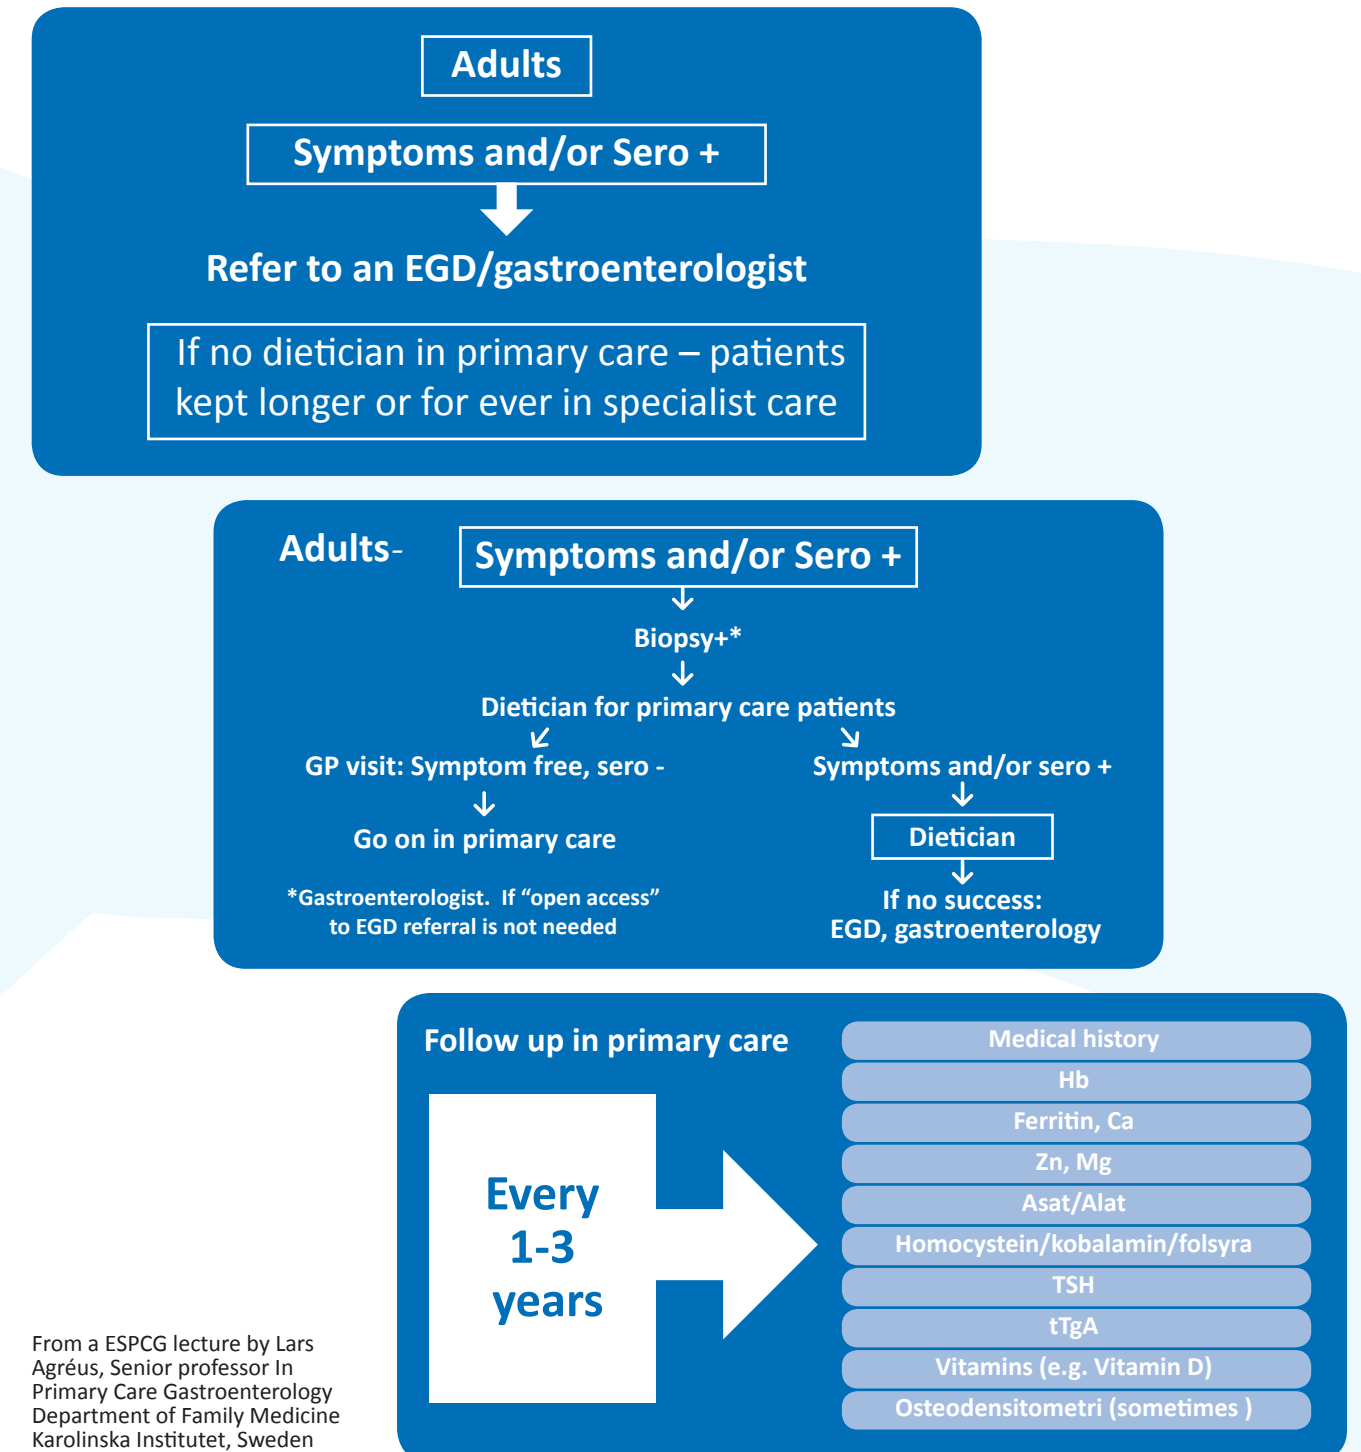 Adults
Symptoms and/or Sero +
Refer to an EGD/gastroenterologist
If no dietician in primary care – patients
kept longer or for ever in specialist care
Adults-
Symptoms and/or Sero +
Biopsy+*
Dietician for primary care patients
GP visit: Symptom free, sero -
Go on in primary care
*Gastroenterologist. If “open access”
to EGD referral is not needed
Symptoms and/or sero +
Dietician
If no success:
EGD, gastroenterology
Follow up in primary care
Every
1-3
years
Medical history
Hb
Ferritin, Ca
Zn, Mg
Asat/Alat
Homocystein/kobalamin/folsyra
TSH
tTgA
Vitamins (e.g. Vitamin D)
Osteodensitometri (sometimes )
From a ESPCG lecture by Lars
Agréus, Senior professor In
Primary Care Gastroenterology
Department of Family Medicine
Karolinska Institutet, Sweden